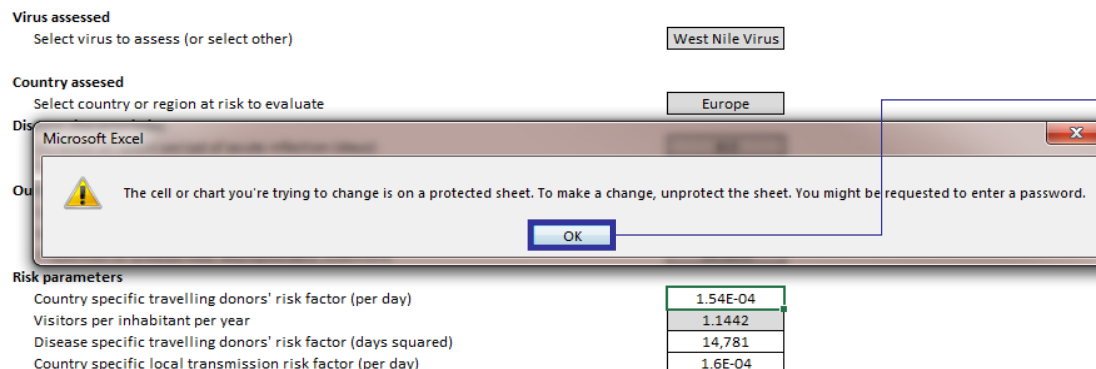 Virus assessed
Select virus to assess (or select other) West Nile Virus
Country assesed
Select country or region at risk to evaluate Europe
Dis
Microsoft Excel
Ou
The cell or chart you're trying to change is on a protected sheet. To make a change, unprotect the sheet. You might be requested to enter a password.
OK
Risk parameters
Country specific travelling donors' risk factor (per day) 1.54E-04
Visitors per inhabitant per year 1.1442
Disease specific travelling donors' risk factor (days squared) 14,781
Country specific local transmission risk factor (per day) 1.6E-04